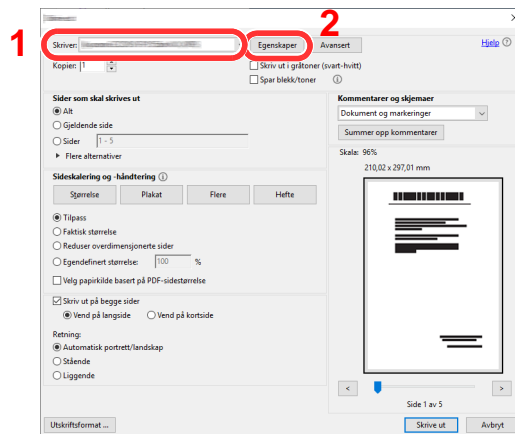 1
2
Skriver:
Egenskaper
Avansert
Hjelp
Kopier: 1
Skriv ut i gråtoner (svart-hvitt)
Spar blekk/toner
Sider som skal skrives ut
Alt
Gjeldende side
Sider 1 - 5
Flere alternativer
Sideskalering og -håndtering
Størrelse Plakat Flere Hefte
Tilpass
Faktisk størrelse
Reduser overdimensjonerte sider
Egendefinert størrelse: 100 %
Velg papirkilde basert på PDF-sidestørrelse
Skriv ut på begge sider
Vend på langside Vend på kortside
Retning:
Automatisk portrett/landskap
Stående
Liggende
Kommentarer og skjemaer
Dokument og markeringer
Summer opp kommentarer
Skala: 96%
210,02 x 297,01 mm
< >
Side 1 av 5
Utskriftsformat ...
Skrive ut
Avbryt